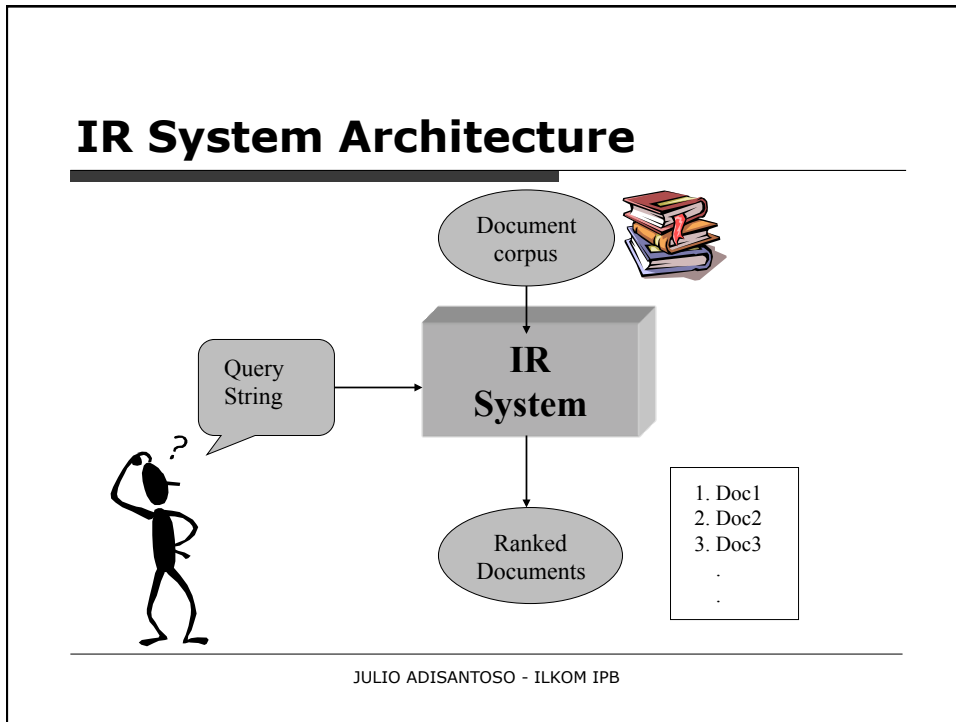 IR System Architecture
Document
corpus
IR
System
Query
String
?
Ranked
Documents
1. Doc1
2. Doc2
3. Doc3
.
.
JULIO ADISANTOSO - ILKOM IPB